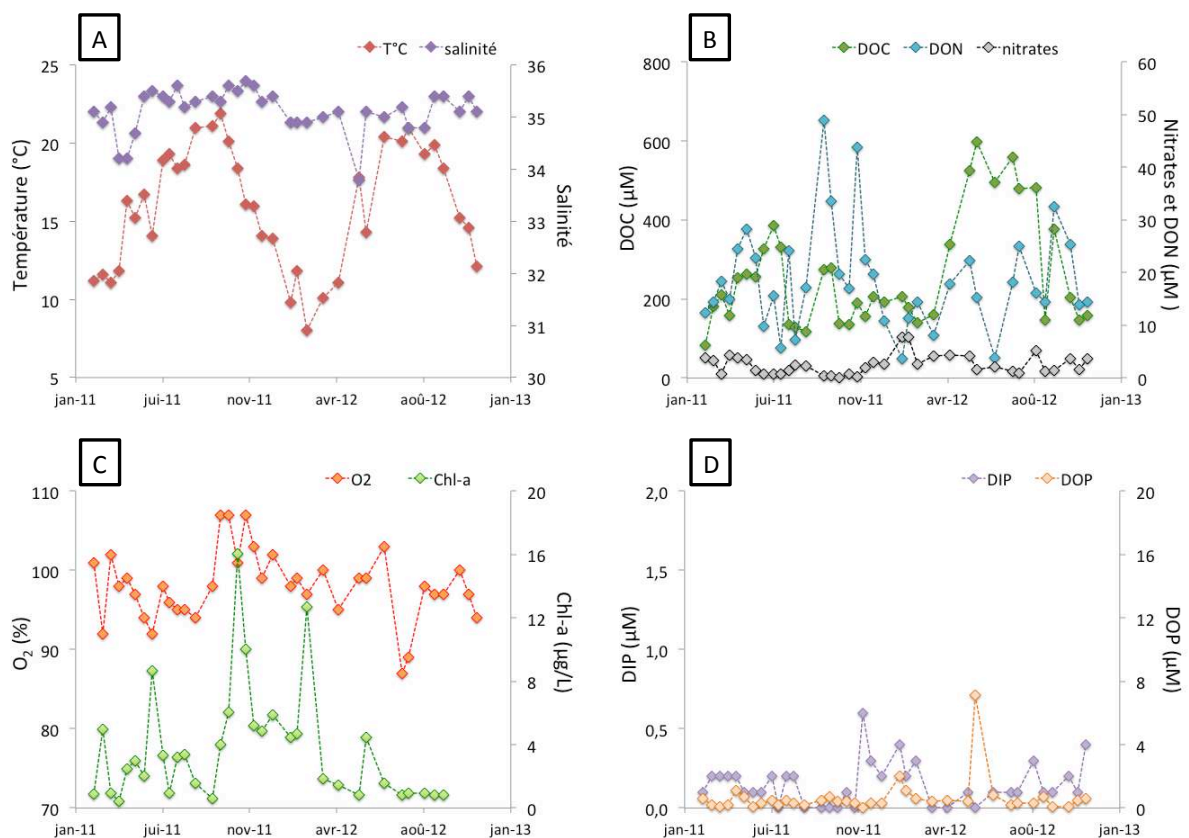 A
T°C salinité
Température (°C)
25
20
15
10
5
Salinité
36
35
34
33
32
31
30
jan-11 jui-11 nov-11 avr-12 aoû-12 jan-13
B
DOC DON nitrates
DOC (µM)
800
600
400
200
0
Nitrates et DON (µM)
60
50
40
30
20
10
0
jan-11 jui-11 nov-11 avr-12 aoû-12 jan-13
C
O2 Chl-a
O2 (%)
110
100
90
80
70
Chl-a (µg/L)
20
16
12
8
4
0
jan-11 jui-11 nov-11 avr-12 aoû-12 jan-13
D
DIP DOP
DIP (µM)
2,0
1,5
1,0
0,5
0,0
DOP (µM)
20
16
12
8
4
0
jan-11 jui-11 nov-11 avr-12 aoû-12 jan-13